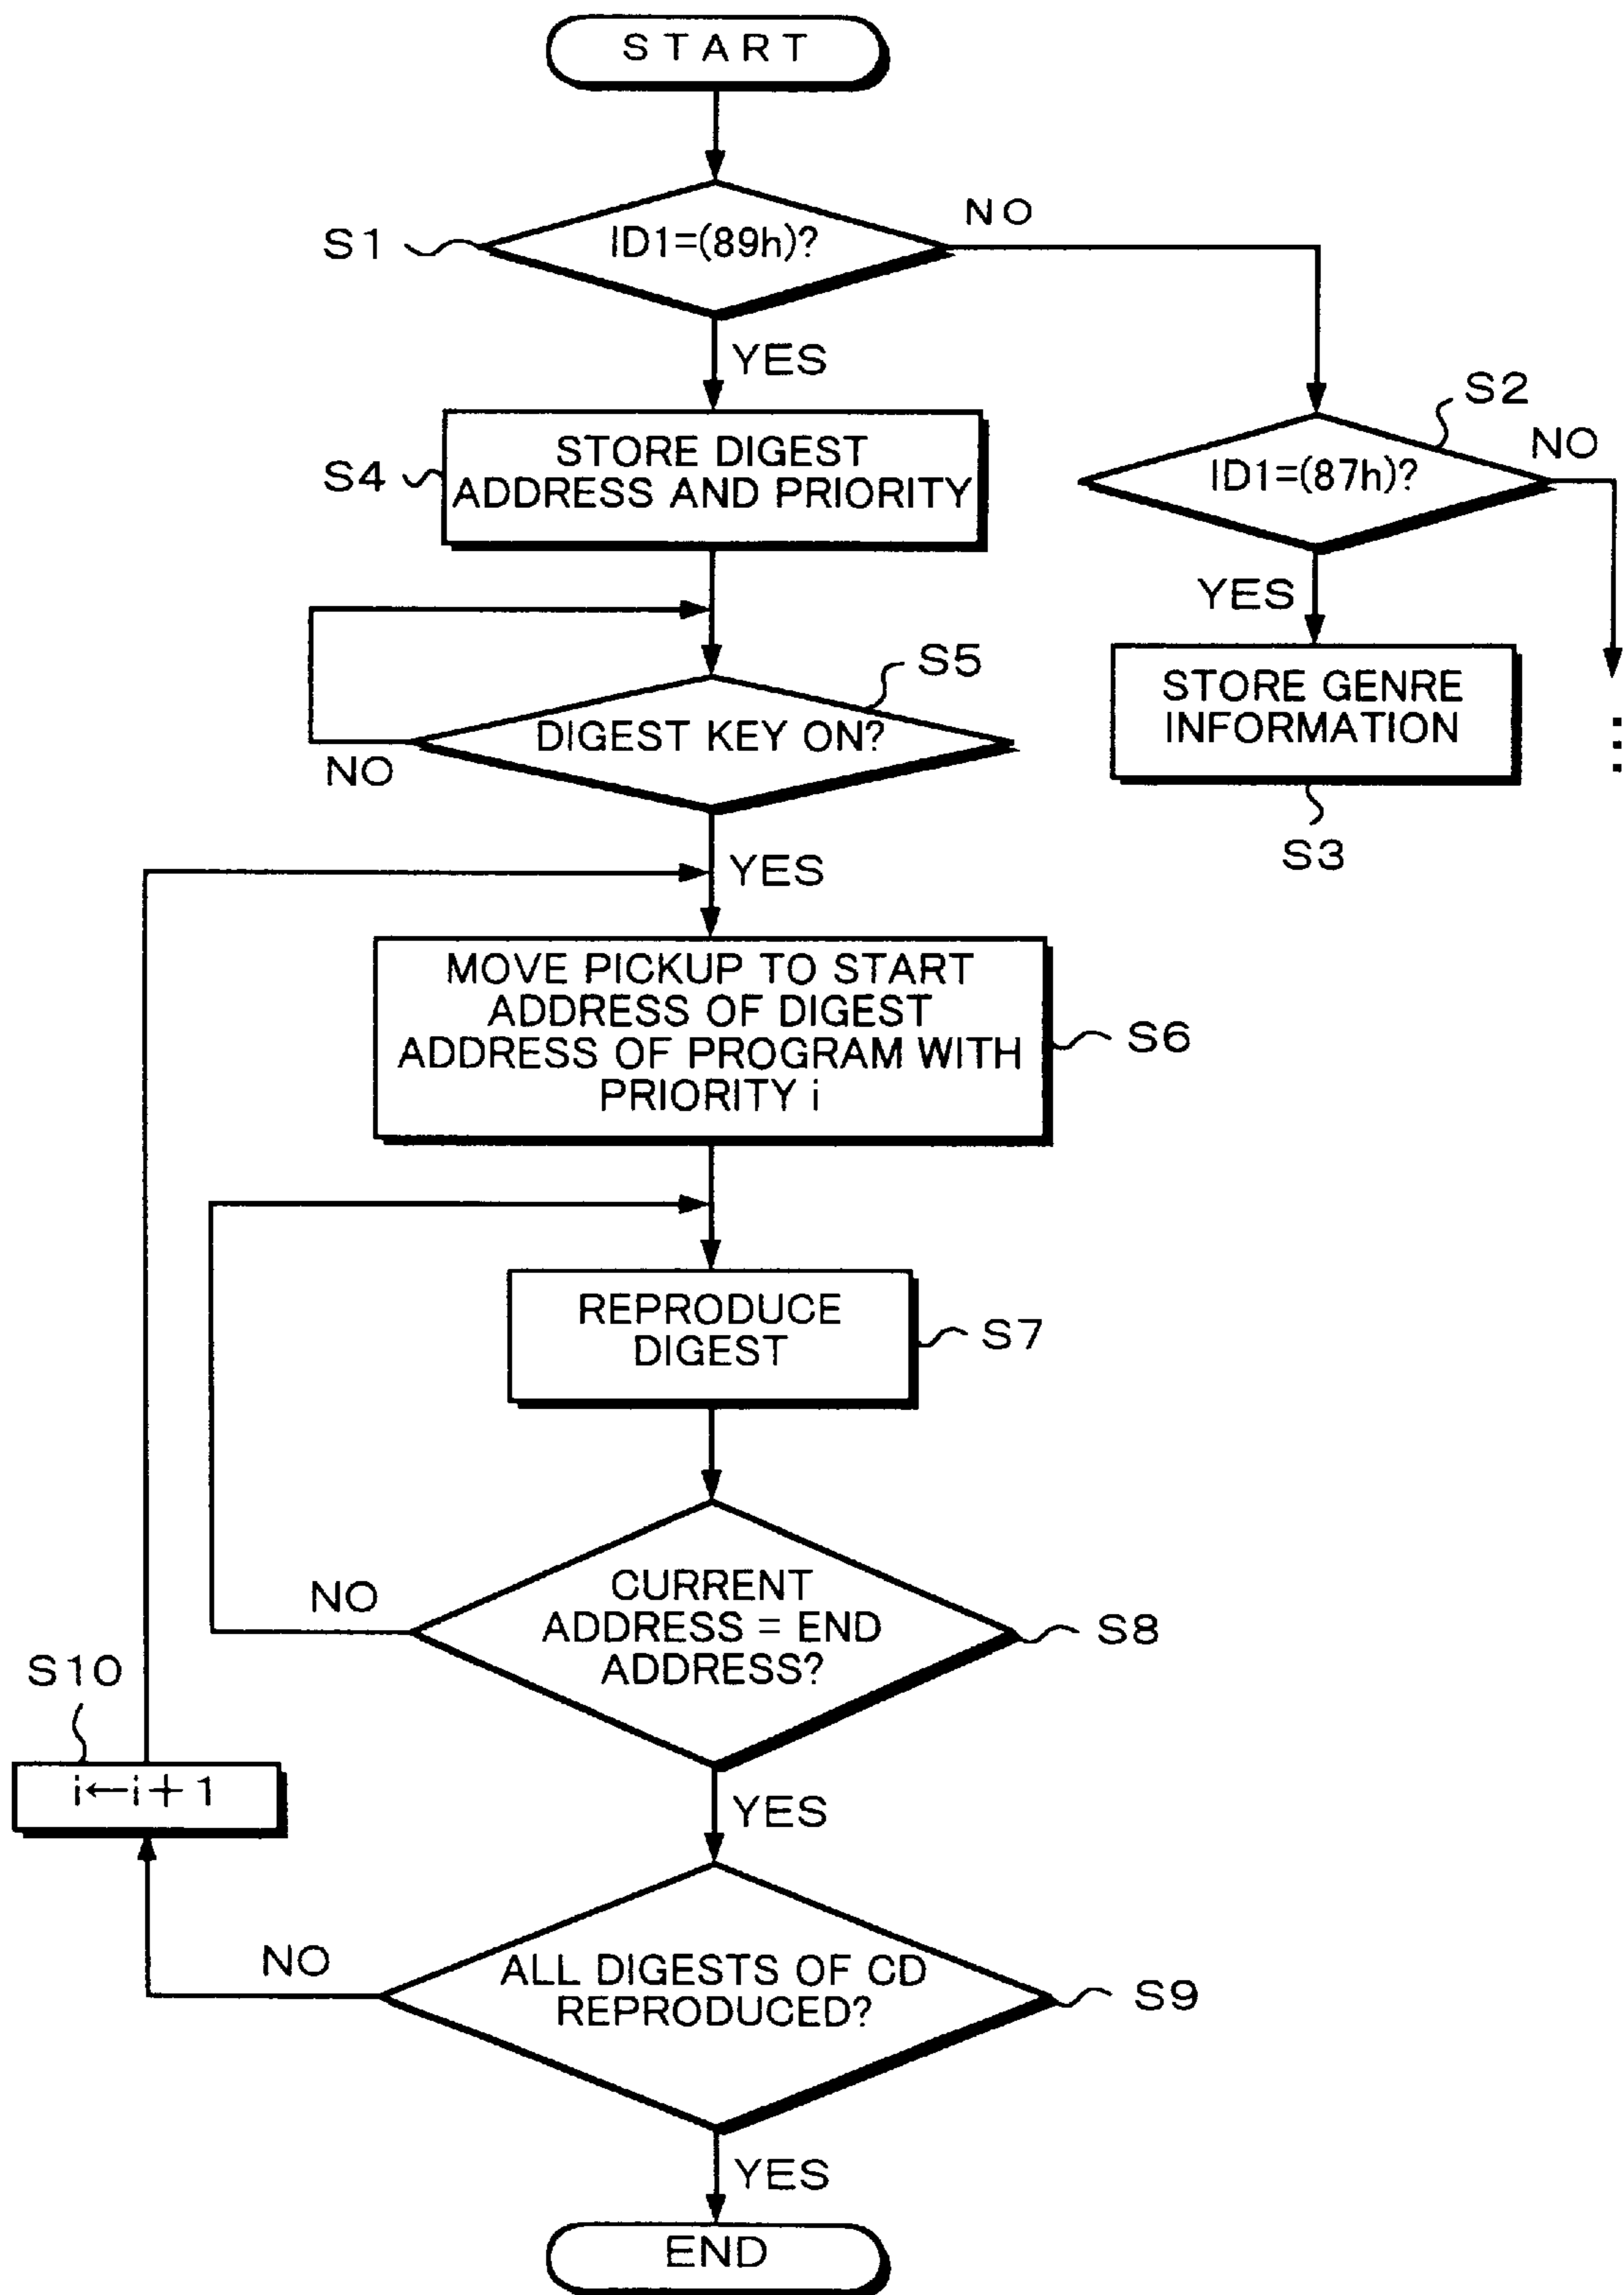 START
S1
ID1=(89h)?
NO
YES
S2
ID1=(87h)?
NO
YES
S4
STORE DIGEST
ADDRESS AND PRIORITY
STORE GENRE
INFORMATION
S3
S5
DIGEST KEY ON?
NO
YES
MOVE PICKUP TO START
ADDRESS OF DIGEST
ADDRESS OF PROGRAM WITH
PRIORITY i
S6
REPRODUCE
DIGEST
S7
CURRENT
ADDRESS = END
ADDRESS?
NO
S8
YES
S10
i←i+1
ALL DIGESTS OF CD
REPRODUCED?
NO
S9
YES
END